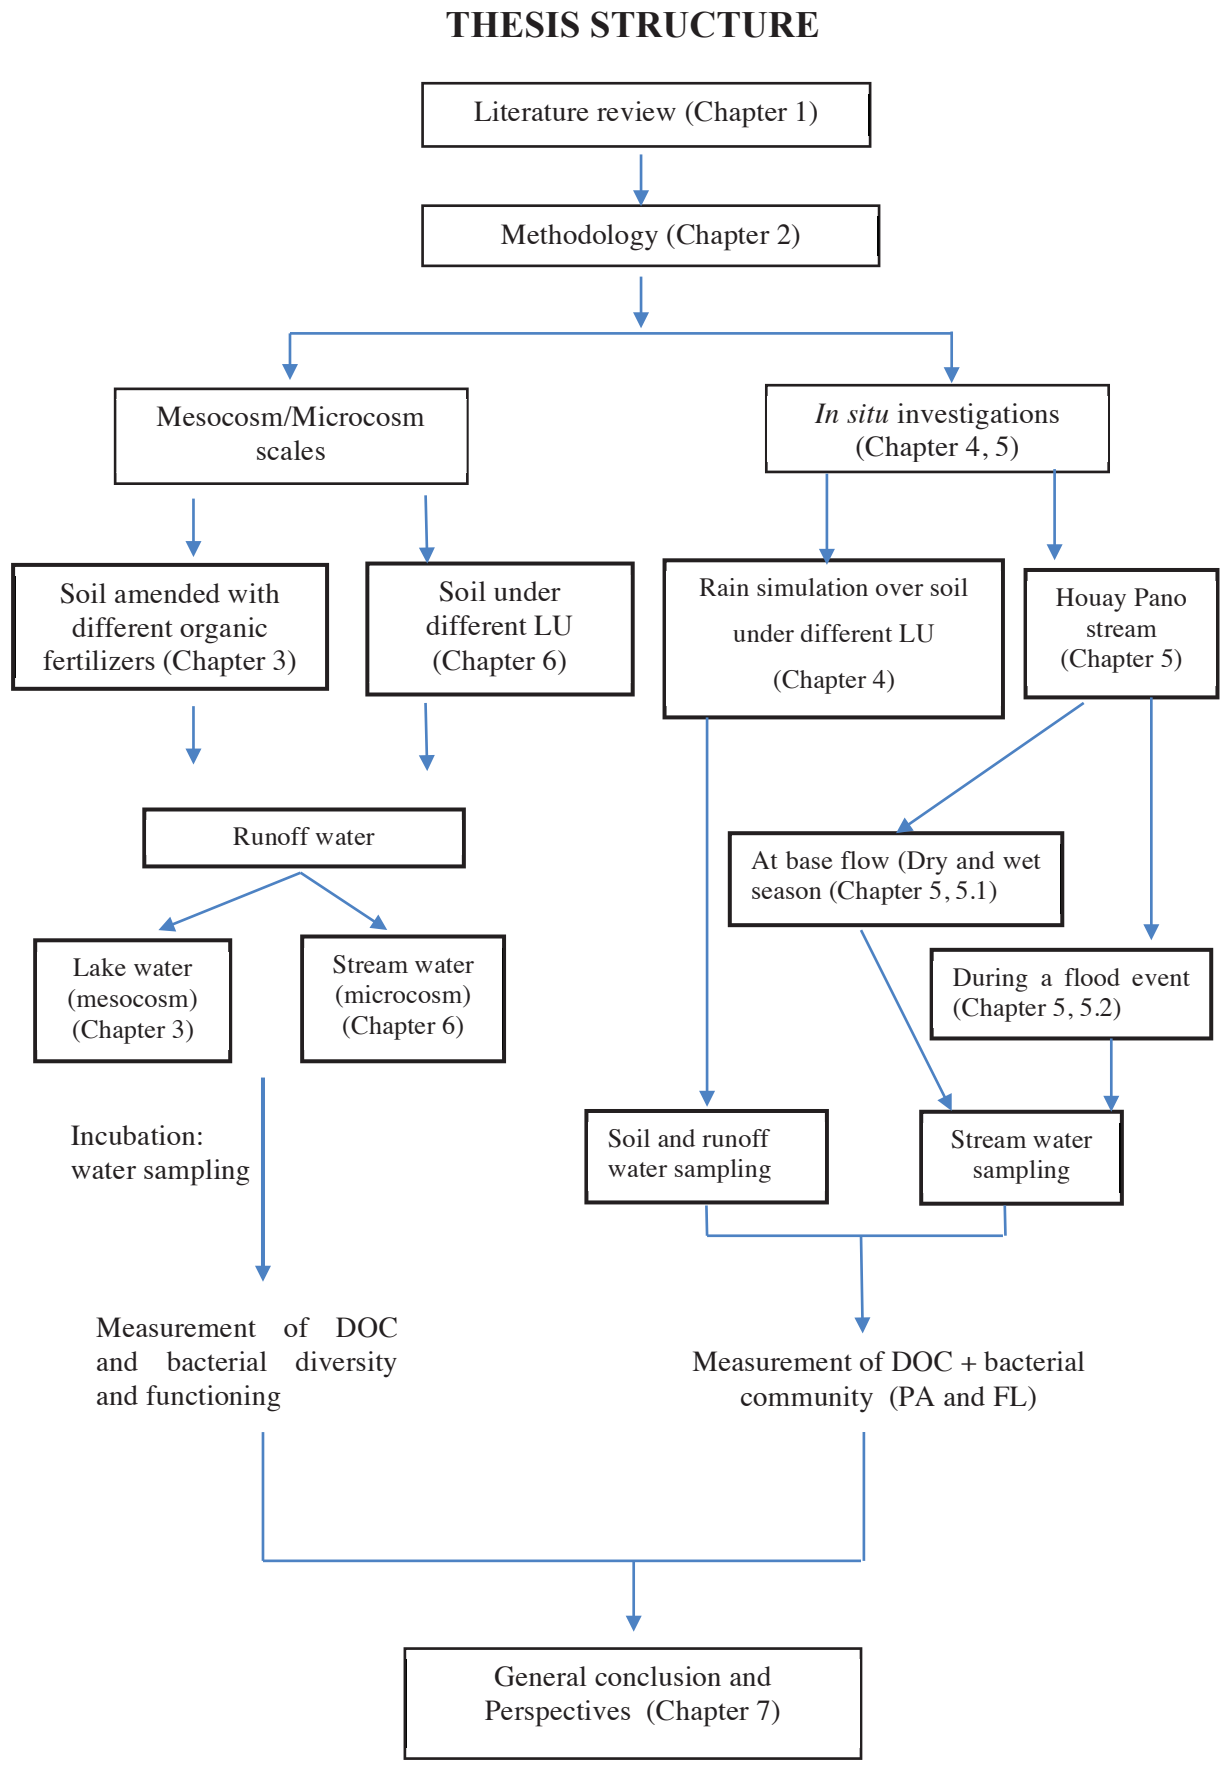 THESIS STRUCTURE
Literature review (Chapter 1)
Methodology (Chapter 2)
Mesocosm/Microcosm
scales
In situ investigations
(Chapter 4, 5)
Soil amended with
different organic
fertilizers (Chapter 3)
Soil under
different LU
(Chapter 6)
Rain simulation over soil
under different LU
(Chapter 4)
Houay Pano
stream
(Chapter 5)
Runoff water
At base flow (Dry and wet
season (Chapter 5, 5.1)
Lake water
(mesocosm)
(Chapter 3)
Stream water
(microcosm)
(Chapter 6)
During a flood event
(Chapter 5, 5.2)
Incubation:
water sampling
Soil and runoff
water sampling
Stream water
sampling
Measurement of DOC
and bacterial diversity
and functioning
Measurement of DOC + bacterial
community (PA and FL)
General conclusion and
Perspectives (Chapter 7)